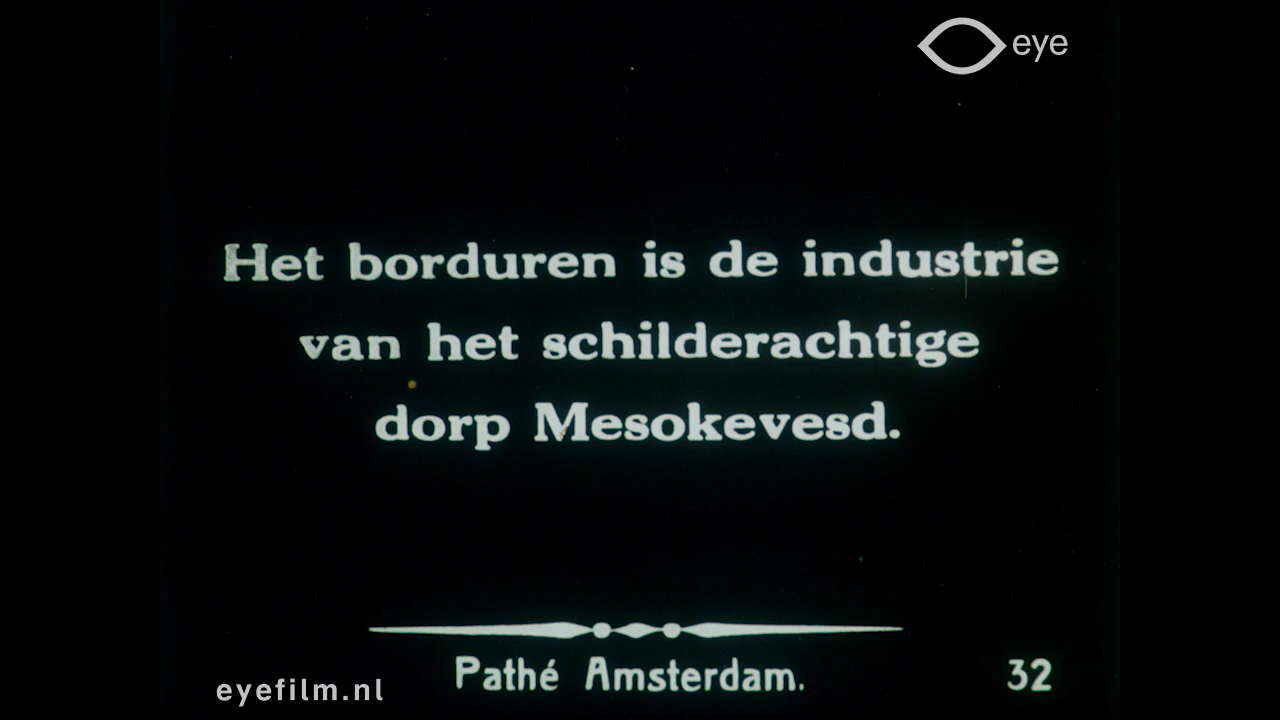 eye
Het borduren is de industrie
van het schilderachtige
dorp Mesokevesd.
Pathé Amsterdam.
32
eyefilm.nl